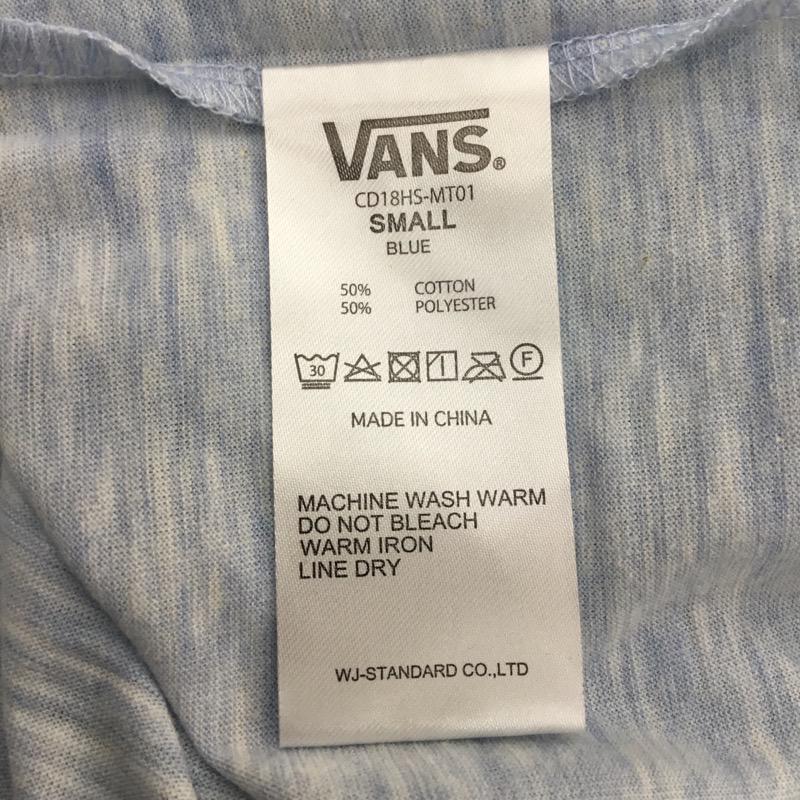 VANS®
CD18HS-MT01
SMALL
BLUE
50% COTTON
50% POLYESTER
30 F
MADE IN CHINA
MACHINE WASH WARM
DO NOT BLEACH
WARM IRON
LINE DRY
WJ-STANDARD CO.,LTD